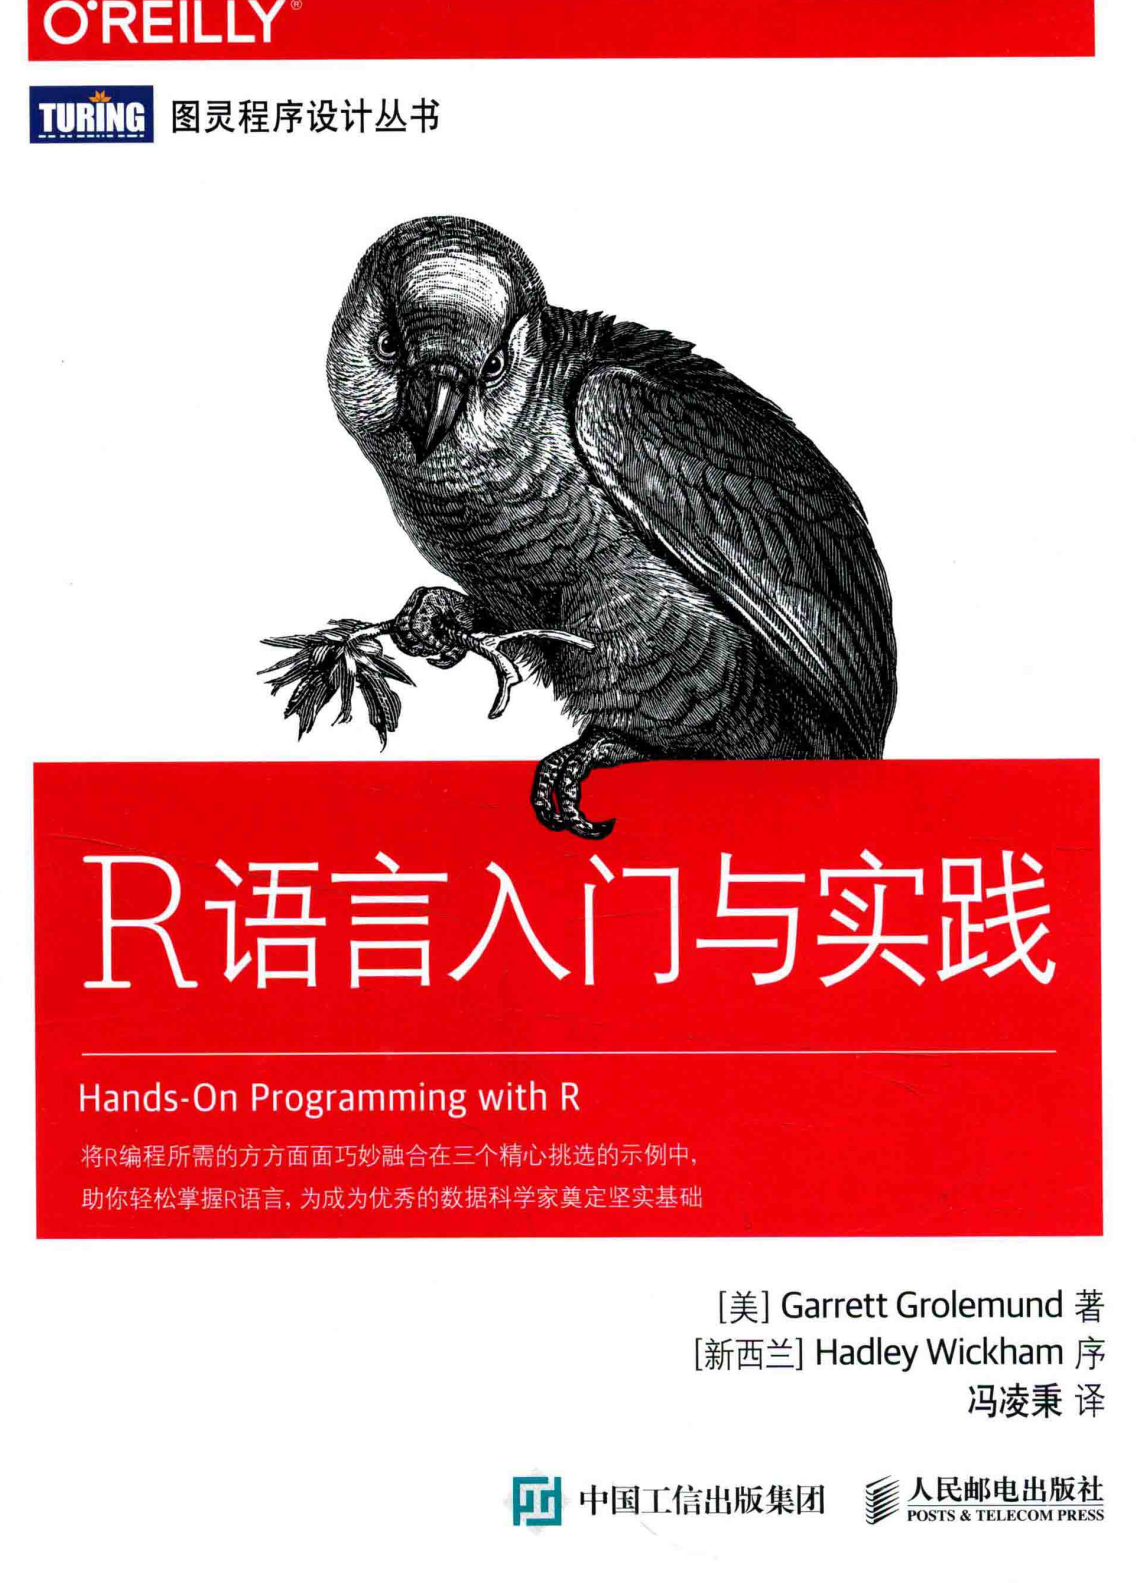 O'REILLY®
TURING 图灵程序设计丛书
R语言入门与实践
Hands-On Programming with R
将R编程所需的方方面面巧妙融合在三个精心挑选的示例中,
助你轻松掌握R语言, 为成为优秀的数据科学家奠定坚实基础
[美] Garrett Grolemund 著
[新西兰] Hadley Wickham 序
冯凌秉 译
中国工信出版集团 人民邮电出版社
POSTS & TELECOM PRESS